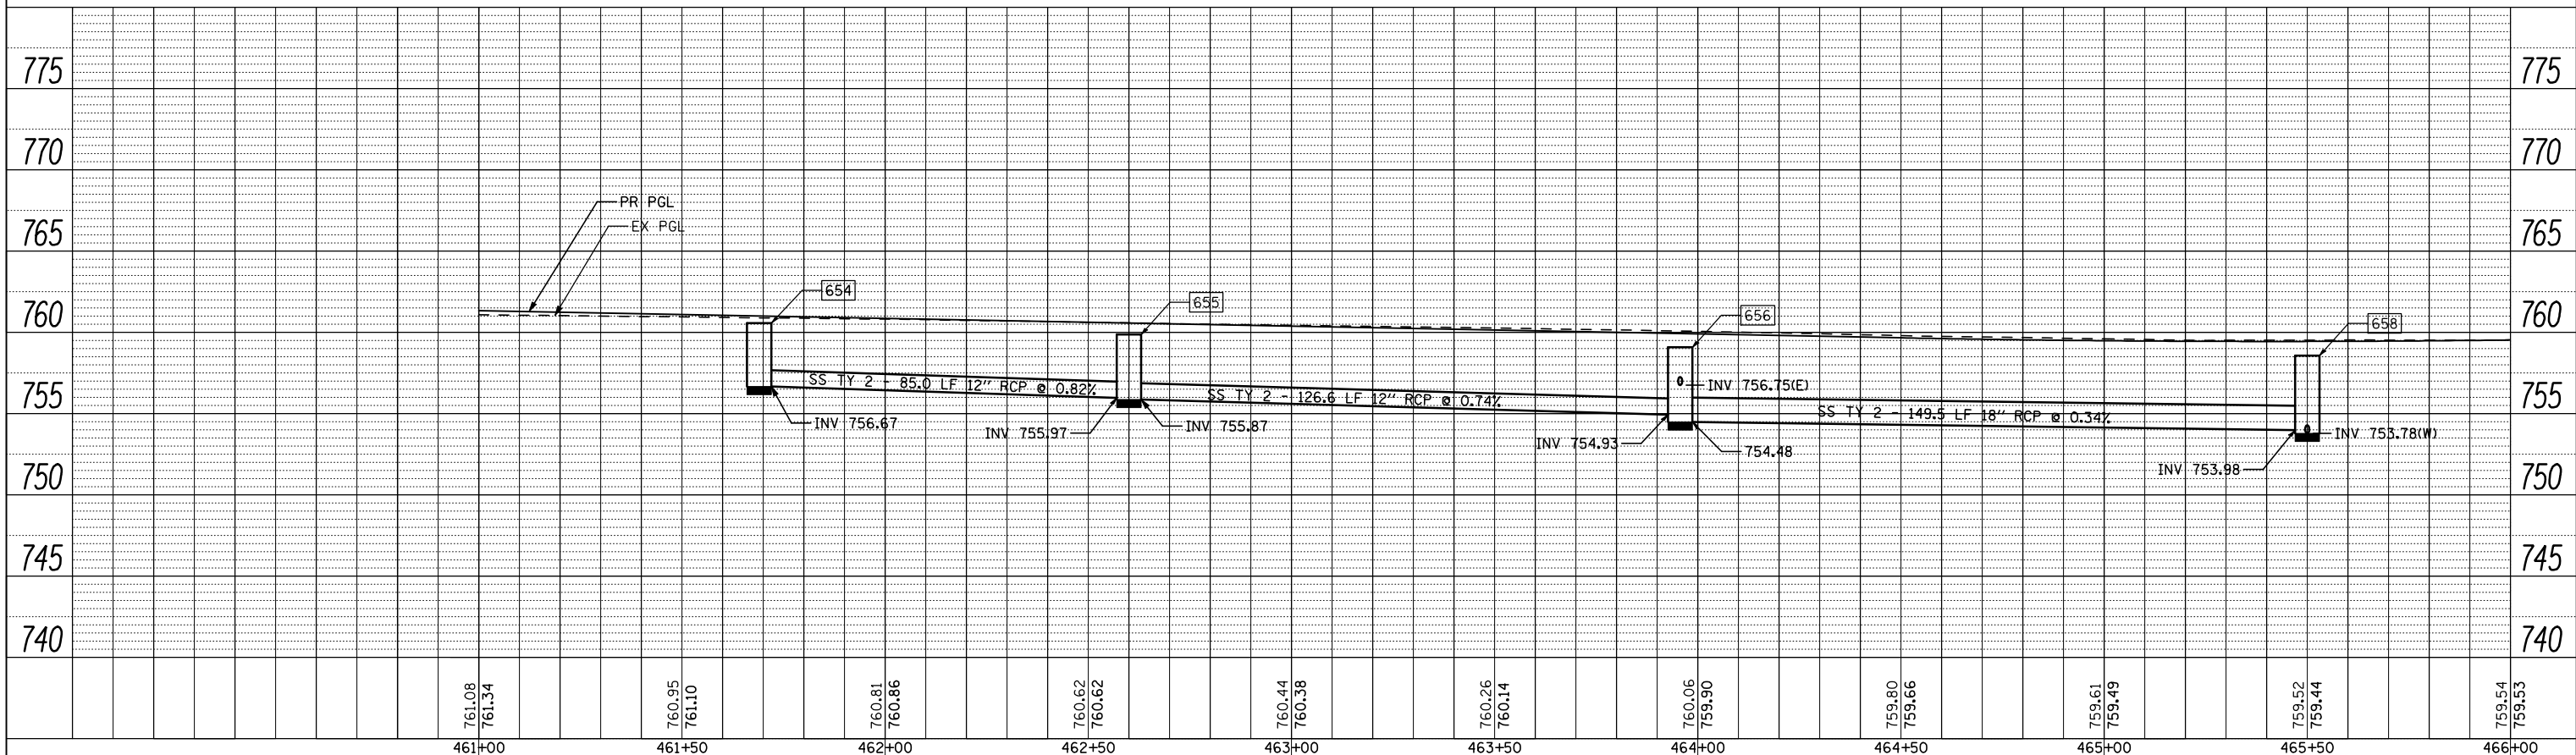 775 775
770 770
PR PGL
EX PGL
765 765
654
655
656
658
760 760
SS TY 2 - 85.0 LF 12" RCP @ 0.82%
SS TY 2 - 126.6 LF 12" RCP @ 0.74%
INV 756.75(E)
SS TY 2 - 149.5 LF 18" RCP @ 0.34%
755 755
INV 756.67
INV 755.97
INV 755.87
INV 754.93
754.48
INV 753.98
INV 753.78(W)
750 750
745 745
740 740
761.08
761.34
760.95
761.10
760.81
760.86
760.62
760.62
760.44
760.38
760.26
760.14
760.06
759.90
759.80
759.66
759.61
759.49
759.52
759.44
759.54
759.53
461+00 461+50 462+00 462+50 463+00 463+50 464+00 464+50 465+00 465+50 466+00